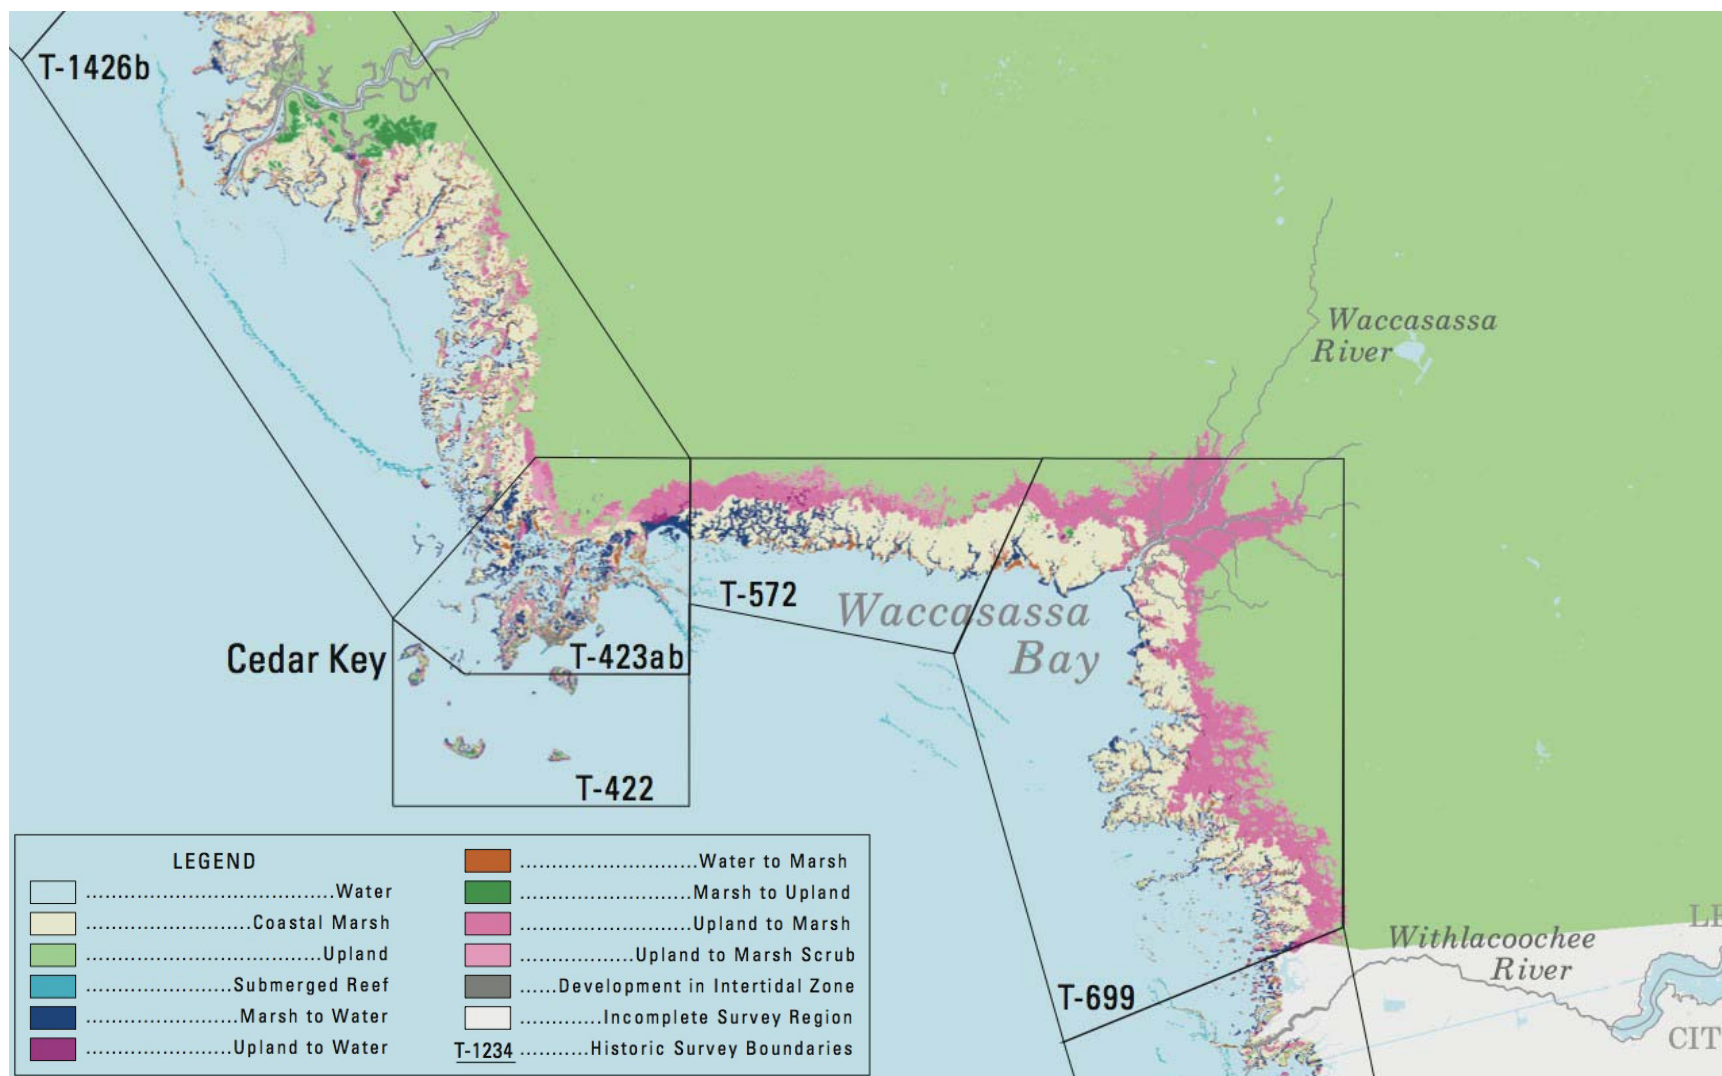 T-1426b
Waccasassa
River
T-572
Waccasassa
Bay
Cedar Key
T-423ab
T-422
LEGEND
..................................Water
.......................Coastal Marsh
................................Upland
.......................Submerged Reef
......................Marsh to Water
.......................Upland to Water
...........................Water to Marsh
..........................Marsh to Upland
..........................Upland to Marsh
.................Upland to Marsh Scrub
......Development in Intertidal Zone
............Incomplete Survey Region
T-1234 ...........Historic Survey Boundaries
Withlacoochee
River
T-699
LE
CIT